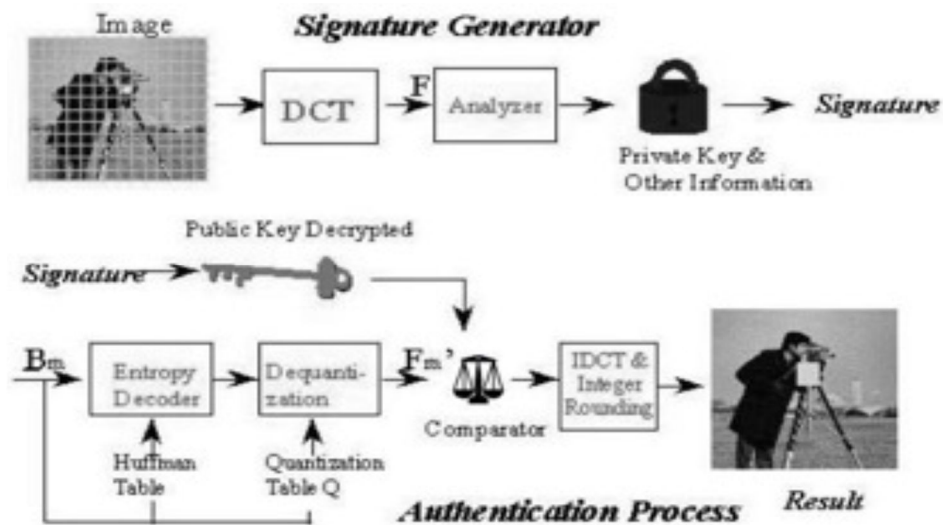 Image
Signature Generator
DCT
F
Analyzer
Signature
Private Key &
Other Information
Public Key Decrypted
Signature
Bm
Entropy
Decoder
Dequanti-
zation
Fm'
Comparator
IDCT &
Integer
Rounding
Huffman
Table
Quantization
Table Q
Authentication Process
Result